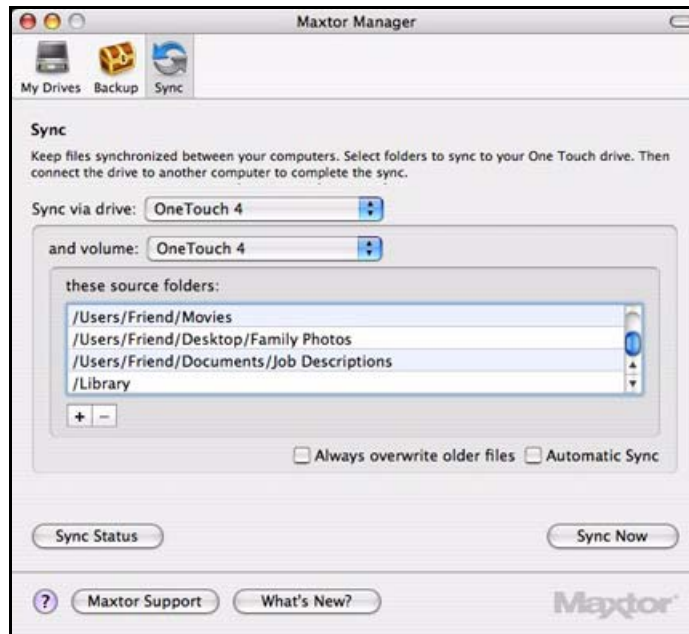 Maxtor Manager
My Drives Backup Sync
Sync
Keep files synchronized between your computers. Select folders to sync to your One Touch drive. Then
connect the drive to another computer to complete the sync.
Sync via drive: OneTouch 4
and volume: OneTouch 4
these source folders:
/Users/Friend/Movies
/Users/Friend/Desktop/Family Photos
/Users/Friend/Documents/Job Descriptions
/Library
+ −
Always overwrite older files Automatic Sync
Sync Status Sync Now
? Maxtor Support What's New? Maxtor